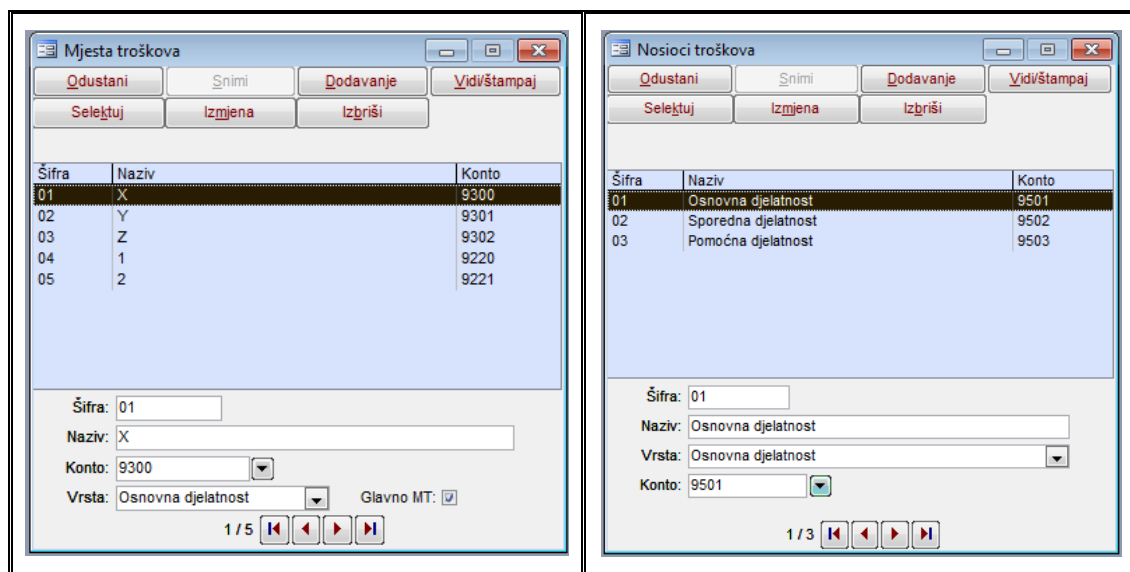 Mjesta troškova
Odustani Snimi Dodavanje Vidi/štampaj
Selektuj Izmjena Izbriši
Šifra Naziv Konto
01 X 9300
02 Y 9301
03 Z 9302
04 1 9220
05 2 9221
Šifra: 01
Naziv: X
Konto: 9300
Vrsta: Osnovna djelatnost Glavno MT:
1 / 5
Nosioci troškova
Odustani Snimi Dodavanje Vidi/štampaj
Selektuj Izmjena Izbriši
Šifra Naziv Konto
01 Osnovna djelatnost 9501
02 Sporedna djelatnost 9502
03 Pomoćna djelatnost 9503
Šifra: 01
Naziv: Osnovna djelatnost
Vrsta: Osnovna djelatnost
Konto: 9501
1 / 3